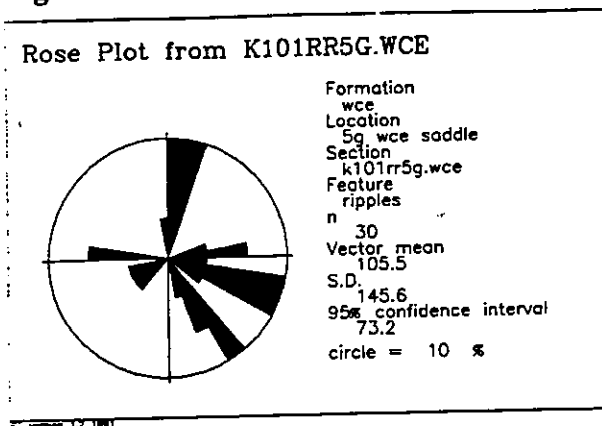 Rose Plot from K101RR5G.WCE
Formation
wce
Location
5g wce saddle
Section
k101rr5g.wce
Feature
ripples
n
30
Vector mean
105.5
S.D.
145.6
95% confidence interval
73.2
circle = 10 %